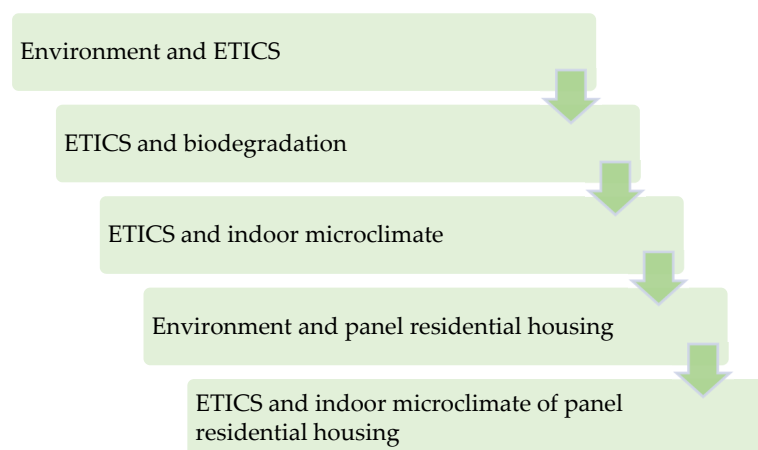 Environment and ETICS
ETICS and biodegradation
ETICS and indoor microclimate
Environment and panel residential housing
ETICS and indoor microclimate of panel
residential housing